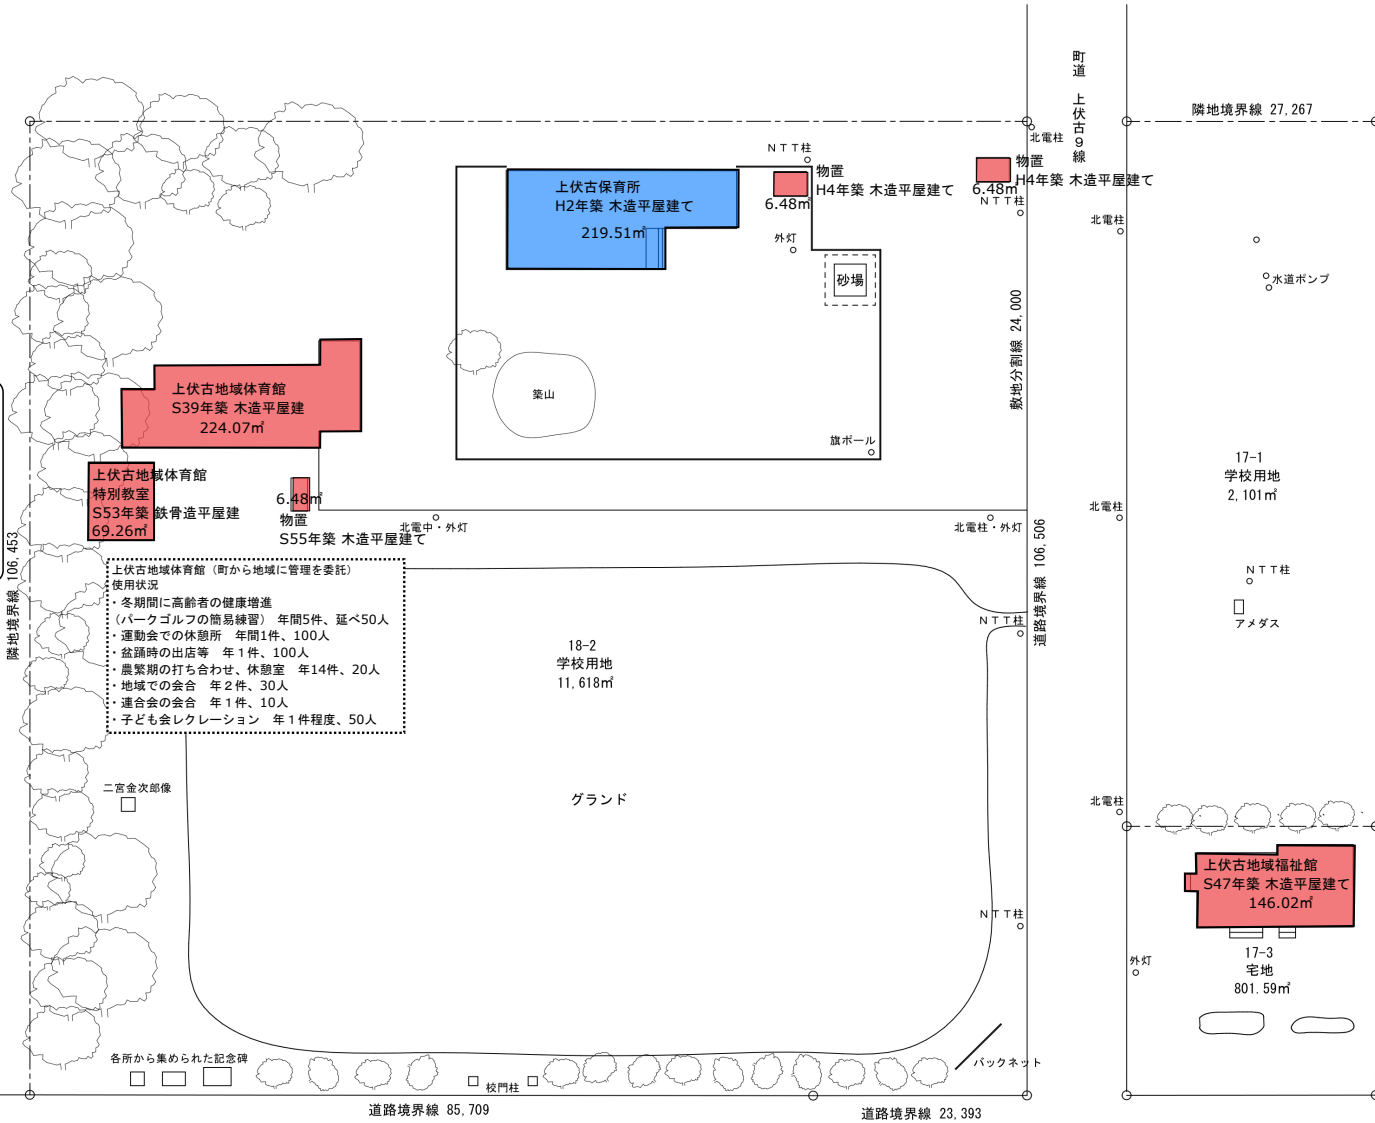 町道　上伏古９線
隣地境界線 27,267
北電柱
ＮＴＴ柱
物置
H4年築 木造平屋建て
6.48㎡
物置
H4年築 木造平屋建て
6.48㎡
ＮＴＴ柱
上伏古保育所
H2年築 木造平屋建て
219.51㎡
外灯
砂場
北電柱
水道ポンプ
敷地分割線 24,000
上伏古地域体育館
S39年築 木造平屋建
224.07㎡
築山
旗ポール
17-1
学校用地
2,101㎡
上伏古地域体育館
特別教室
S53年築 鉄骨造平屋建
69.26㎡
6.48㎡
物置
S55年築 木造平屋建て
北電中・外灯
北電柱・外灯
北電柱
隣地境界線 106,453
道路境界線 106,506
上伏古地域体育館（町から地域に管理を委託）
使用状況
・冬期間に高齢者の健康増進
（パークゴルフの簡易練習）　年間5件、延べ50人
・運動会での休憩所　年間1件、100人
・盆踊時の出店等　年１件、100人
・農繁期の打ち合わせ、休憩室　年14件、20人
・地域での会合　年２件、30人
・連合会の会合　年１件、10人
・子ども会レクレーション　年１件程度、50人
ＮＴＴ柱
アメダス
ＮＴＴ柱
18-2
学校用地
11,618㎡
二宮金次郎像
グランド
北電柱
上伏古地域福祉館
S47年築 木造平屋建て
146.02㎡
ＮＴＴ柱
17-3
宅地
801.59㎡
外灯
各所から集められた記念碑
校門柱
バックネット
道路境界線 85,709
道路境界線 23,393